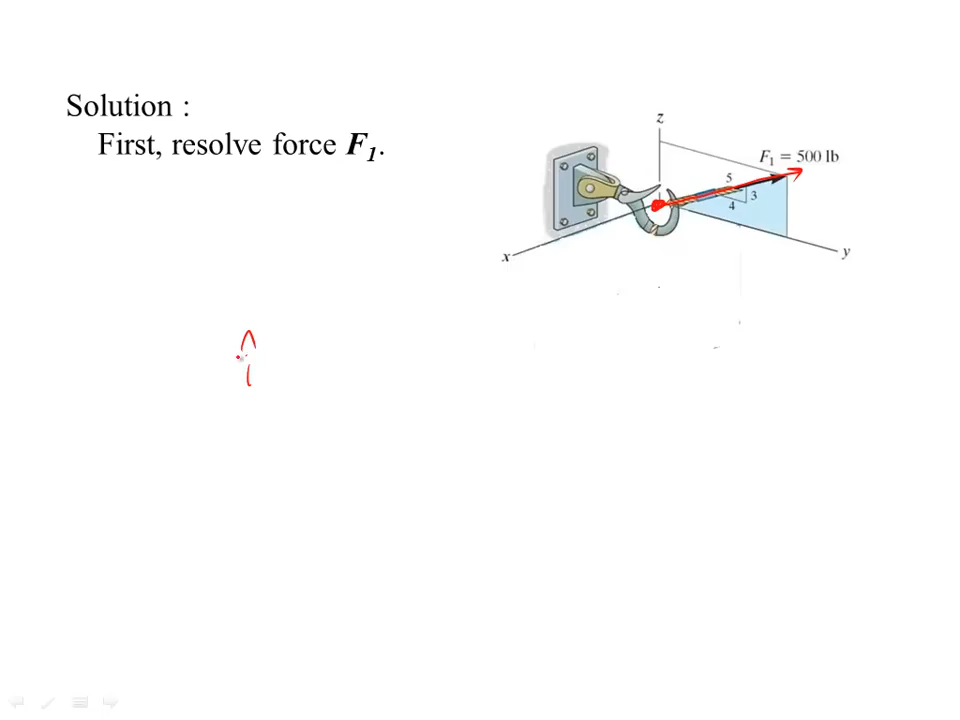 Solution :
First, resolve force F1.
z
F1 = 500 lb
5
3
4
x
y